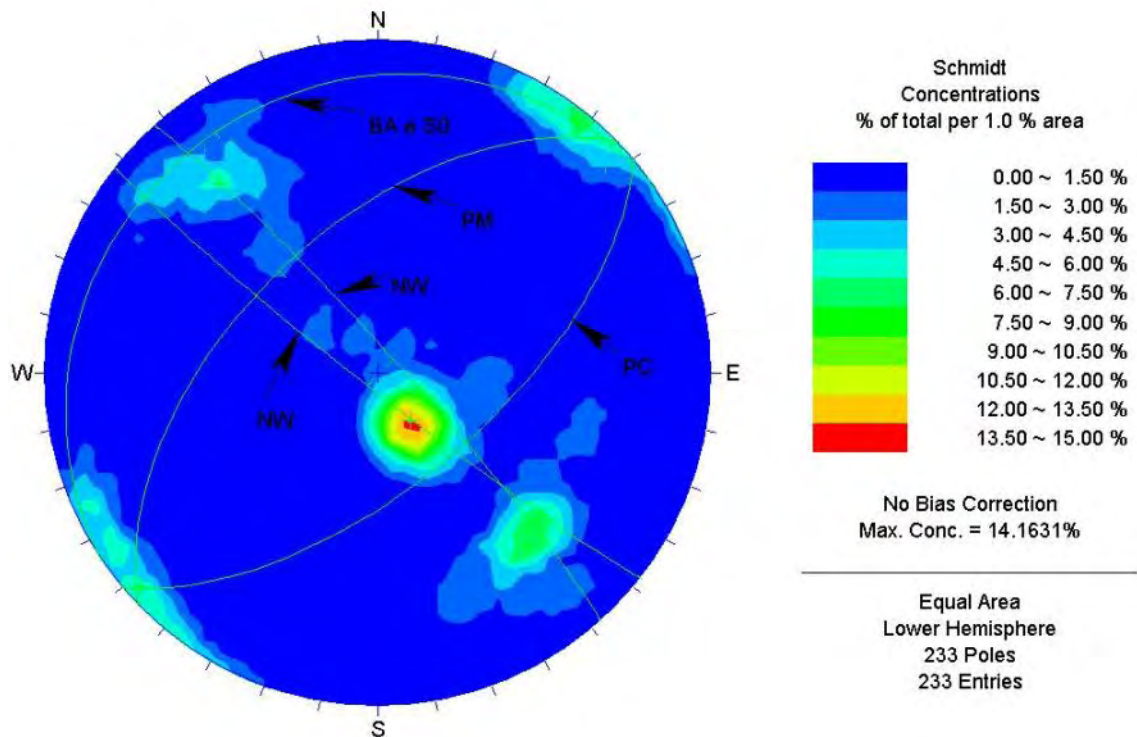 N
BA e S0
PM
NW
W
E
PC
NW
S
Schmidt
Concentrations
% of total per 1.0 % area
0.00 ~ 1.50 %
1.50 ~ 3.00 %
3.00 ~ 4.50 %
4.50 ~ 6.00 %
6.00 ~ 7.50 %
7.50 ~ 9.00 %
9.00 ~ 10.50 %
10.50 ~ 12.00 %
12.00 ~ 13.50 %
13.50 ~ 15.00 %
No Bias Correction
Max. Conc. = 14.1631%
Equal Area
Lower Hemisphere
233 Poles
233 Entries